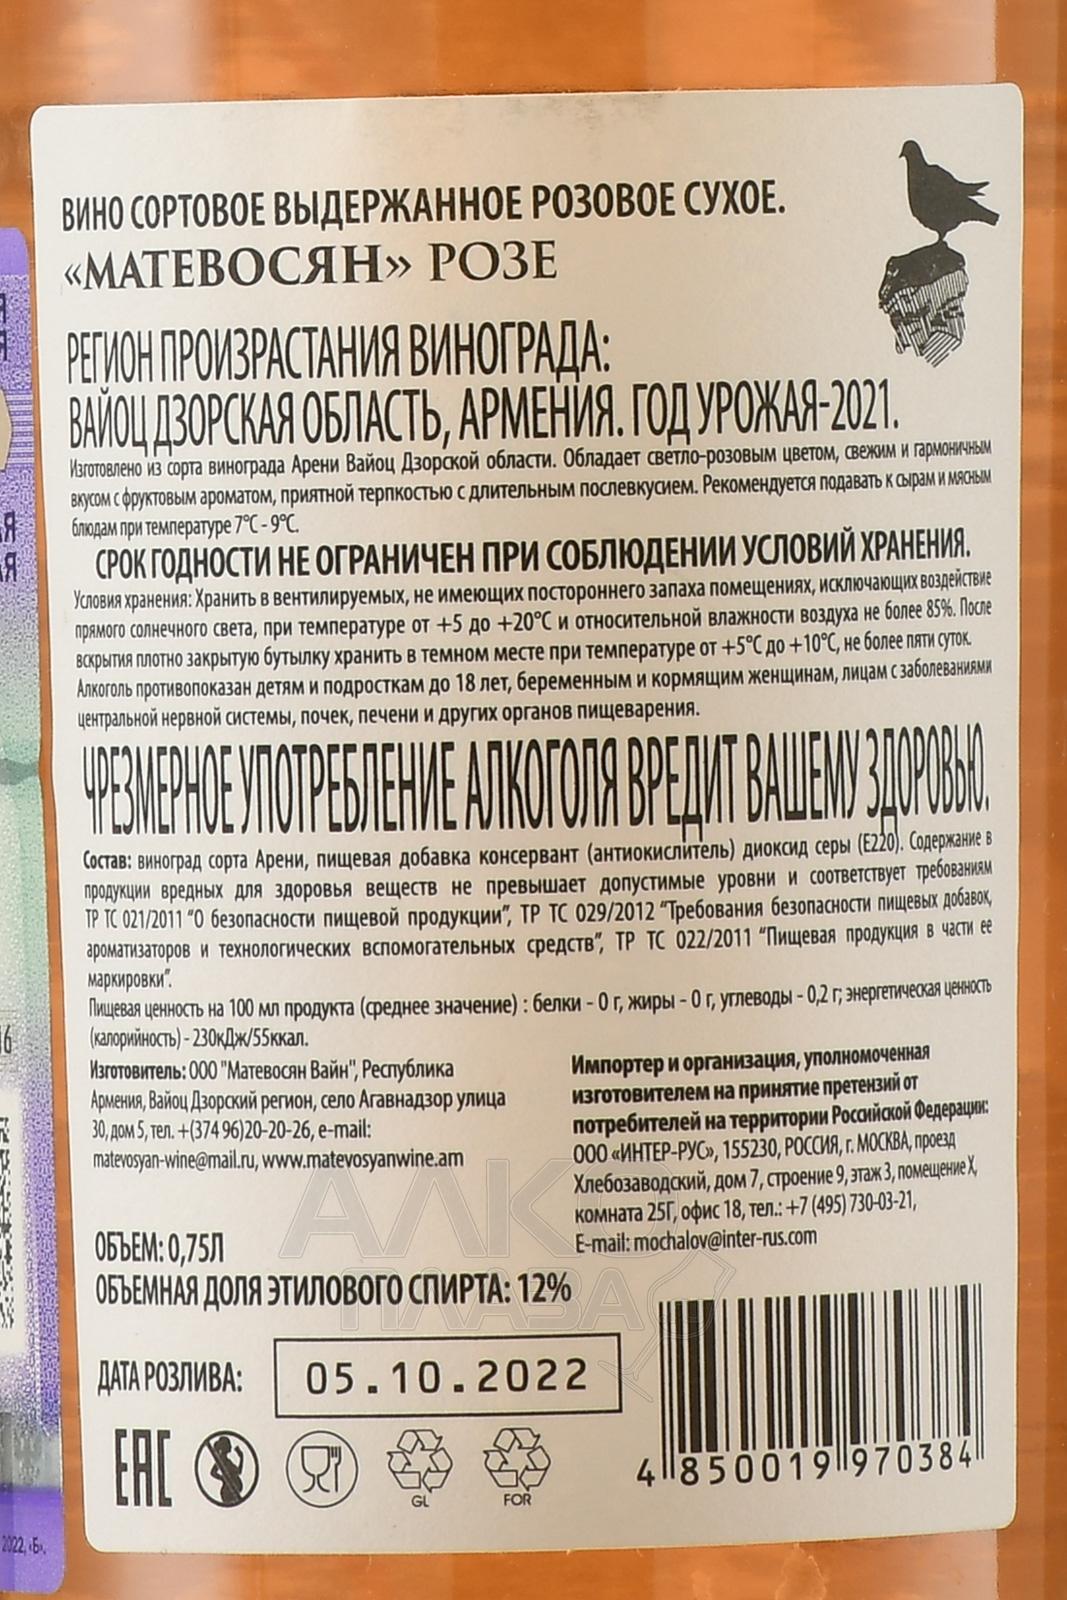 ВИНО СОРТОВОЕ ВЫДЕРЖАННОЕ РОЗОВОЕ СУХОЕ.
«МАТЕВОСЯН» РОЗЕ
РЕГИОН ПРОИЗРАСТАНИЯ ВИНОГРАДА:
ВАЙОЦ ДЗОРСКАЯ ОБЛАСТЬ, АРМЕНИЯ. ГОД УРОЖАЯ-2021.
Изготовлено из сорта винограда Арени Вайоц Дзорской области. Обладает светло-розовым цветом, свежим и гармоничным
вкусом с фруктовым ароматом, приятной терпкостью с длительным послевкусием. Рекомендуется подавать к сырам и мясным
блюдам при температуре 7°C - 9°C.
СРОК ГОДНОСТИ НЕ ОГРАНИЧЕН ПРИ СОБЛЮДЕНИИ УСЛОВИЙ ХРАНЕНИЯ.
Условия хранения: Хранить в вентилируемых, не имеющих постороннего запаха помещениях, исключающих воздействие
прямого солнечного света, при температуре от +5 до +20°C и относительной влажности воздуха не более 85%. После
вскрытия плотно закрытую бутылку хранить в темном месте при температуре от +5°C до +10°C, не более пяти суток.
Алкоголь противопоказан детям и подросткам до 18 лет, беременным и кормящим женщинам, лицам с заболеваниями
центральной нервной системы, почек, печени и других органов пищеварения.
ЧРЕЗМЕРНОЕ УПОТРЕБЛЕНИЕ АЛКОГОЛЯ ВРЕДИТ ВАШЕМУ ЗДОРОВЬЮ.
Состав: виноград сорта Арени, пищевая добавка консервант (антиокислитель) диоксид серы (Е220). Содержание в
продукции вредных для здоровья веществ не превышает допустимые уровни и соответствует требованиям
ТР ТС 021/2011 "О безопасности пищевой продукции", ТР ТС 029/2012 "Требования безопасности пищевых добавок,
ароматизаторов и технологических вспомогательных средств", ТР ТС 022/2011 "Пищевая продукция в части ее
маркировки".
Пищевая ценность на 100 мл продукта (среднее значение) : белки - 0 г, жиры - 0 г, углеводы - 0,2 г; энергетическая ценность
(калорийность) - 230кДж/55ккал.
Изготовитель: ООО "Матевосян Вайн", Республика
Армения, Вайоц Дзорский регион, село Агавнадзор улица
30, дом 5, тел. +(374 96)20-20-26, e-mail:
matevosyan-wine@mail.ru, www.matevosyanwine.am
Импортер и организация, уполномоченная
изготовителем на принятие претензий от
потребителей на территории Российской Федерации:
ООО «ИНТЕР-РУС», 155230, РОССИЯ, г. МОСКВА, проезд
Хлебозаводский, дом 7, строение 9, этаж 3, помещение X,
комната 25Г, офис 18, тел.: +7 (495) 730-03-21,
E-mail: mochalov@inter-rus.com
ОБЪЕМ: 0,75Л
ОБЪЕМНАЯ ДОЛЯ ЭТИЛОВОГО СПИРТА: 12%
АЛКО
ПЛАЗА
ДАТА РОЗЛИВА: 05.10.2022
EAC
GL
FOR
4 850019 970384
2022, «Б».